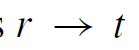 s r → t